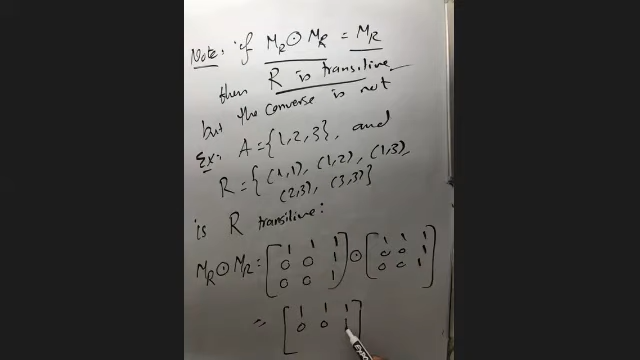 Note: if M_R ⊙ M_R = M_R
then R is transitive
but the converse is not
Ex: A = {1, 2, 3}, and
R = {(1,1), (1,2), (1,3),
(2,3), (3,3)}
is R transitive:
M_R ⊙ M_R = [1 1 1 ⊙ [1 1 1
0 0 1 0 0 1
0 0 1] 0 0 1]
= [1 1 1
0 0 1]